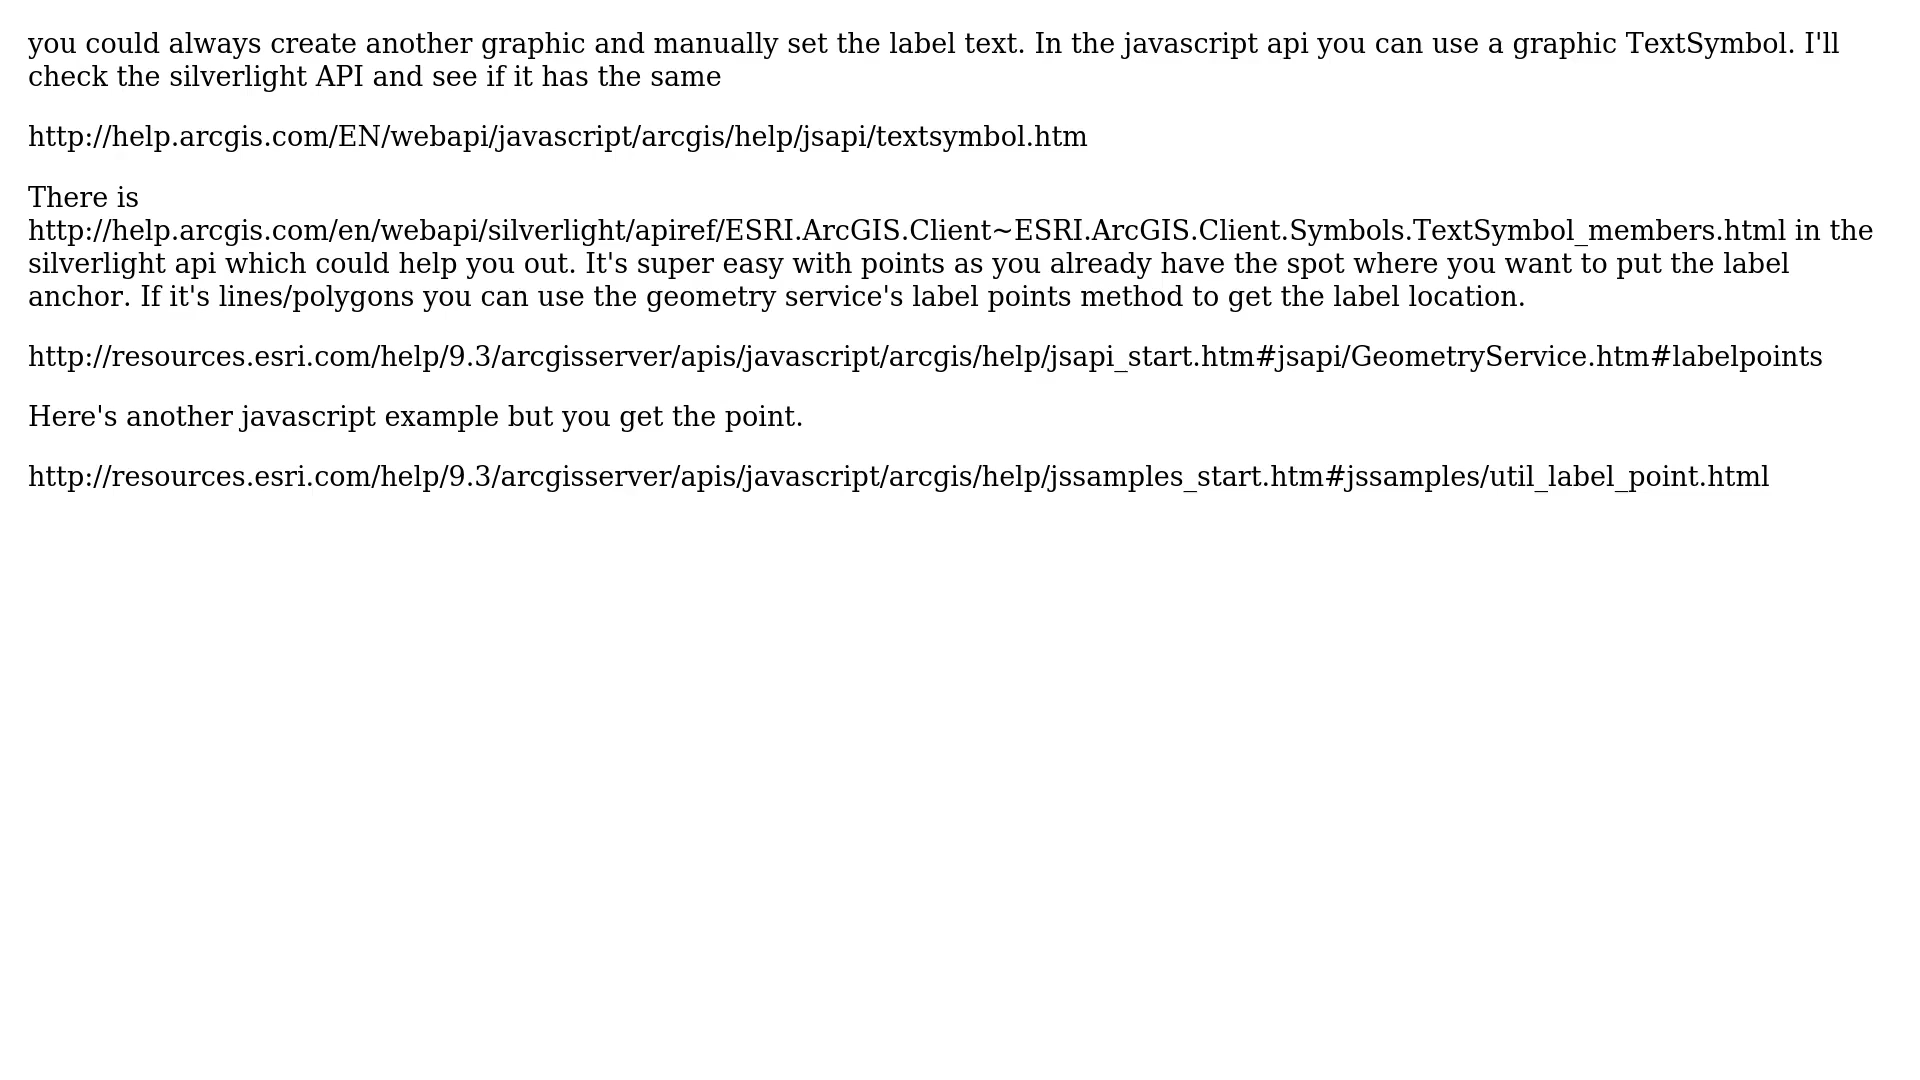 you could always create another graphic and manually set the label text. In the javascript api you can use a graphic TextSymbol. I'll
check the silverlight API and see if it has the same
http://help.arcgis.com/EN/webapi/javascript/arcgis/help/jsapi/textsymbol.htm
There is
http://help.arcgis.com/en/webapi/silverlight/apiref/ESRI.ArcGIS.Client~ESRI.ArcGIS.Client.Symbols.TextSymbol_members.html in the
silverlight api which could help you out. It's super easy with points as you already have the spot where you want to put the label
anchor. If it's lines/polygons you can use the geometry service's label points method to get the label location.
http://resources.esri.com/help/9.3/arcgisserver/apis/javascript/arcgis/help/jsapi_start.htm#jsapi/GeometryService.htm#labelpoints
Here's another javascript example but you get the point.
http://resources.esri.com/help/9.3/arcgisserver/apis/javascript/arcgis/help/jssamples_start.htm#jssamples/util_label_point.html